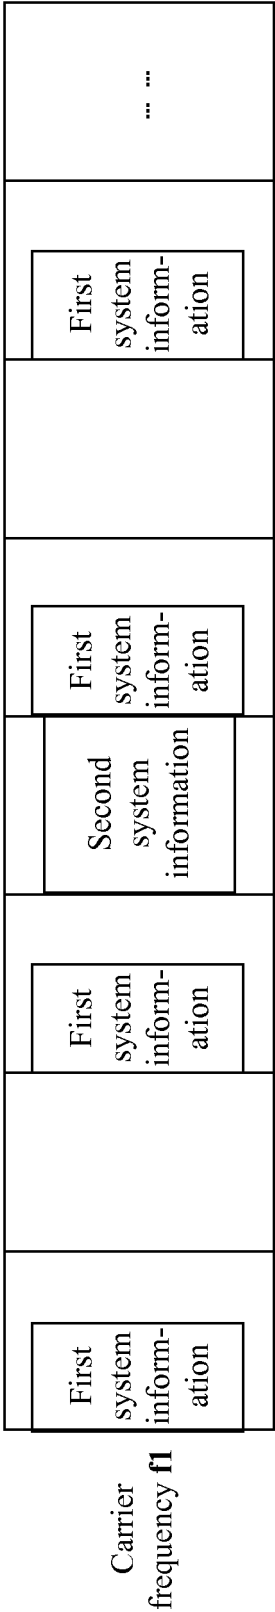 Carrier
frequency f1
First
system
inform-
ation
First
system
inform-
ation
Second
system
information
First
system
inform-
ation
First
system
inform-
ation
... ...